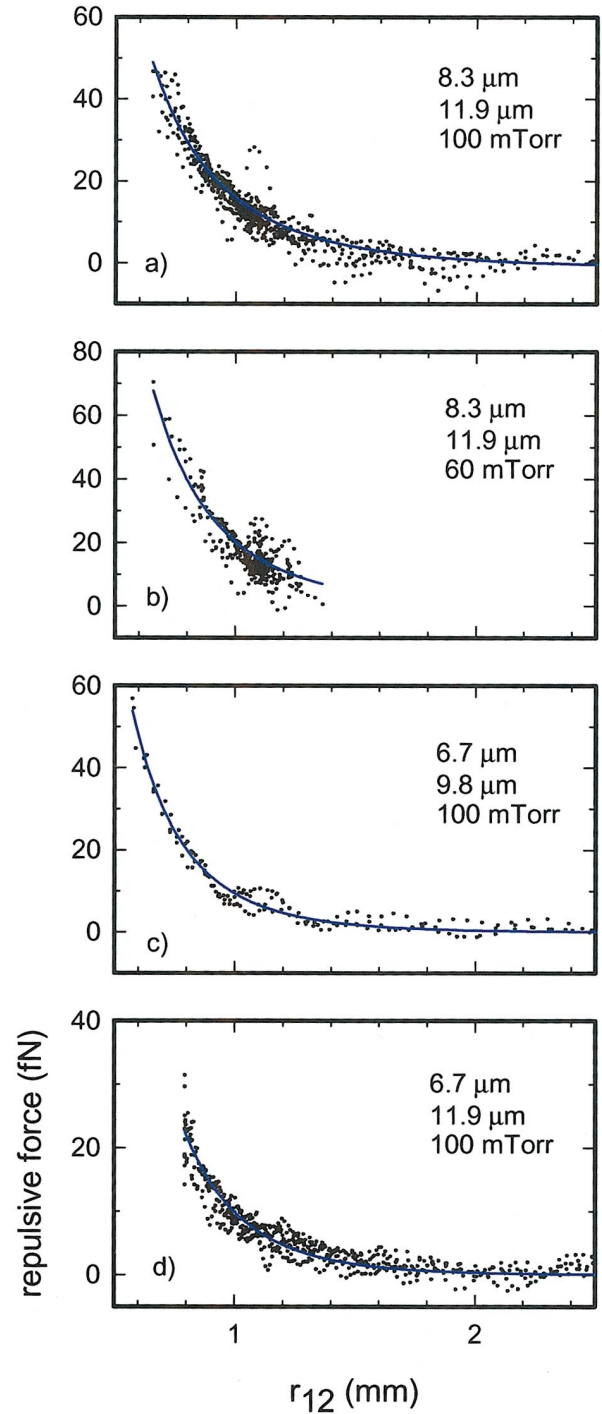 60
40
20
0
8.3 µm
11.9 µm
100 mTorr
a)
80
60
40
20
0
8.3 µm
11.9 µm
60 mTorr
b)
60
40
20
0
6.7 µm
9.8 µm
100 mTorr
c)
40
20
0
6.7 µm
11.9 µm
100 mTorr
d)
repulsive force (fN)
1 2
r12 (mm)